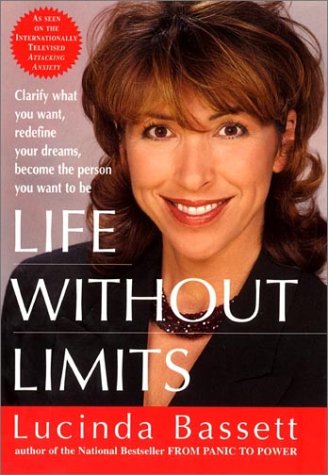 AS SEEN
ON THE
INTERNATIONALLY
TELEVISED
ATTACKING
ANXIETY
Clarify what
you want,
redefine
your dreams,
become the person
you want to be
LIFE
WITHOUT
LIMITS
Lucinda Bassett
author of the National Bestseller FROM PANIC TO POWER